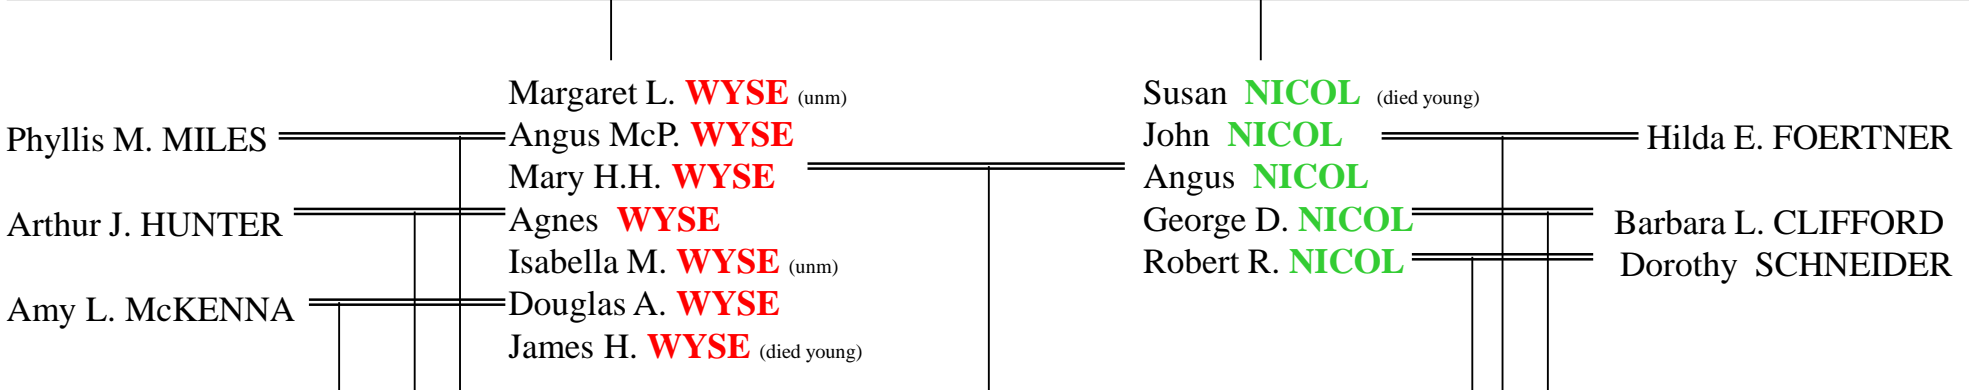 Phyllis M. MILES
Arthur J. HUNTER
Amy L. McKENNA
Margaret L. WYSE (unm)
Angus McP. WYSE
Mary H.H. WYSE
Agnes WYSE
Isabella M. WYSE (unm)
Douglas A. WYSE
James H. WYSE (died young)
Susan NICOL (died young)
John NICOL
Angus NICOL
George D. NICOL
Robert R. NICOL
Hilda E. FOERTNER
Barbara L. CLIFFORD
Dorothy SCHNEIDER